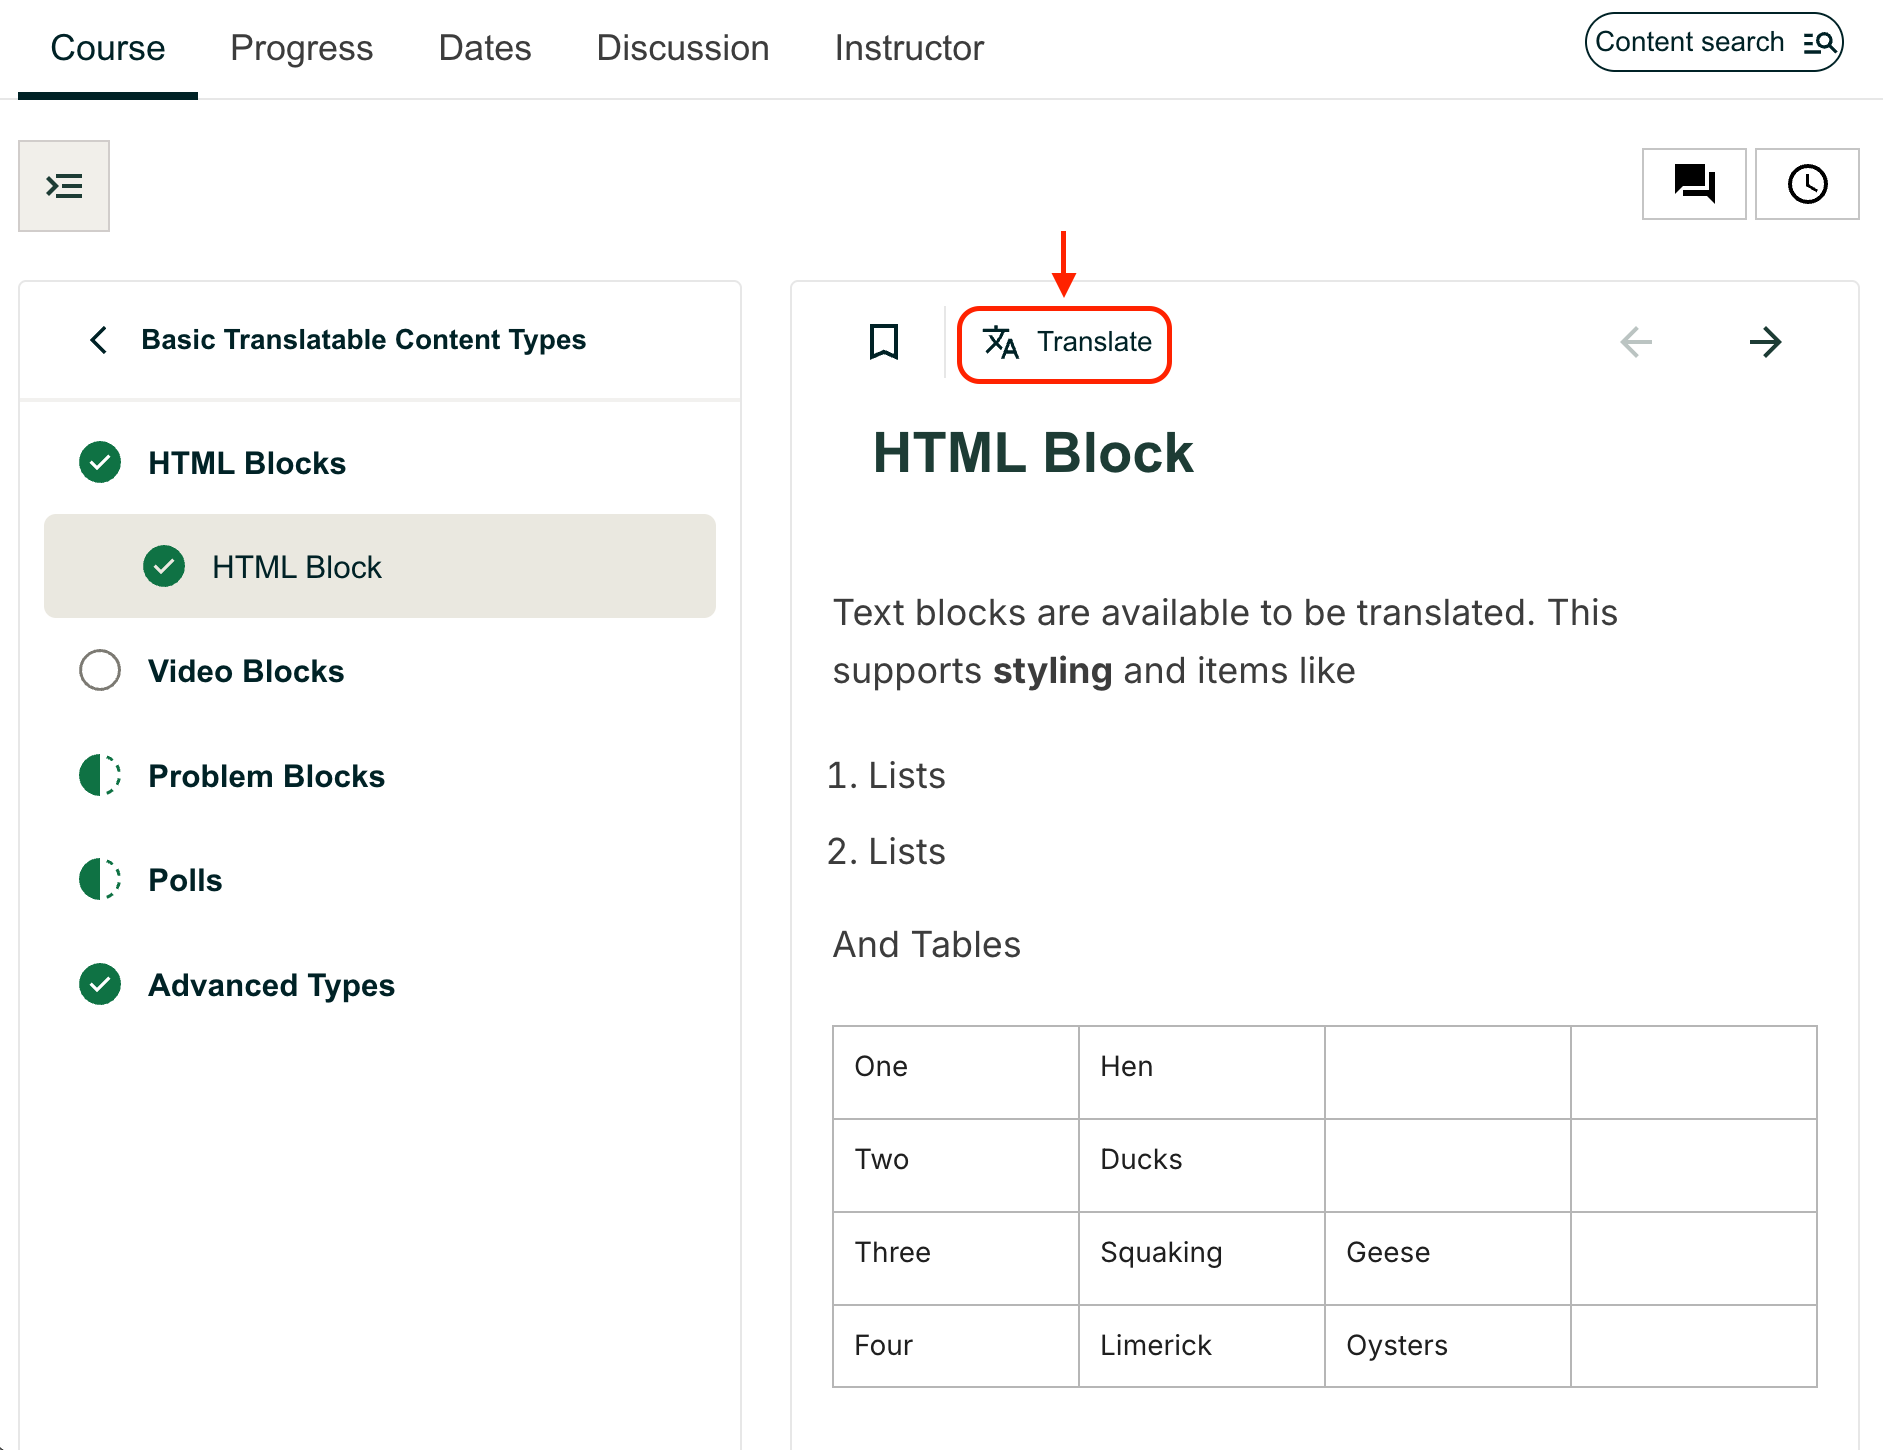 Course Progress Dates Discussion Instructor Content search
Basic Translatable Content Types
HTML Blocks
HTML Block
Video Blocks
Problem Blocks
Polls
Advanced Types
Translate
HTML Block
Text blocks are available to be translated. This
supports styling and items like
1. Lists
2. Lists
And Tables
One Hen
Two Ducks
Three Squaking Geese
Four Limerick Oysters